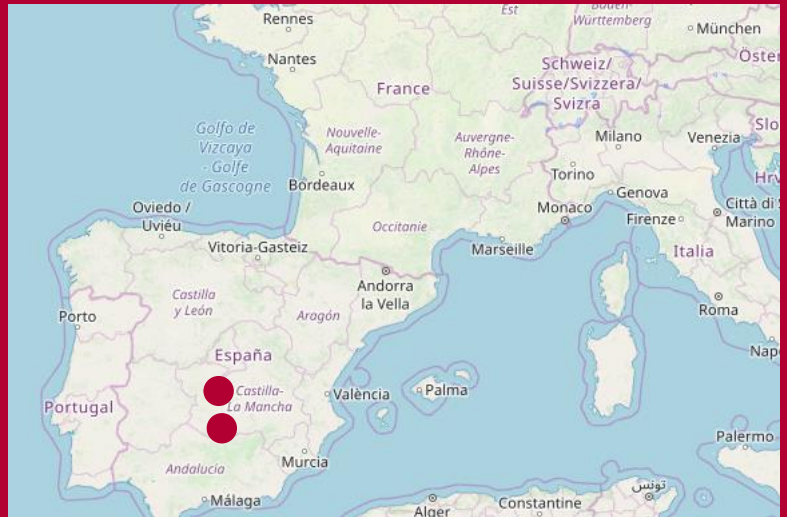 Est
Baden-
Württemberg
München
Rennes
Nantes
Öster
Schweiz/
Suisse/Svizzera/
Svizra
France
Slo
Golfo de
Vizcaya
- Golfe
de Gascogne
Nouvelle-
Aquitaine
Auvergne-
Rhône-
Alpes
Milano
Venezia
Torino
Hrv
Bordeaux
Genova
Oviedo /
Uviéu
Monaco
Firenze
Città di S
Marino
Occitanie
Vitoria-Gasteiz
Marseille
Italia
Andorra
la Vella
Castilla
y León
Aragón
Porto
Roma
España
Nap
Castilla-
La Mancha
València
Palma
Portugal
Palermo
Andalucía
Murcia
تونس
Málaga
Alger
Constantine